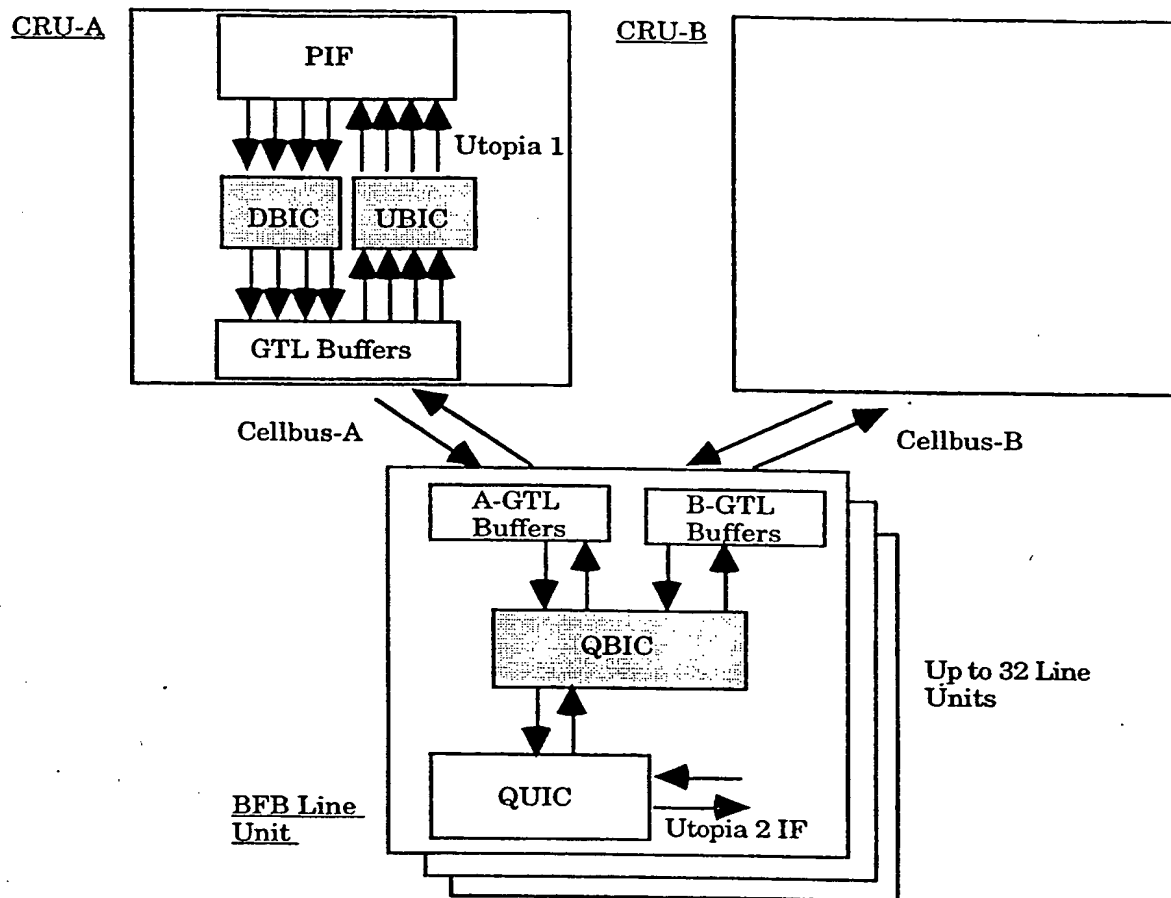 CRU-A
CRU-B
PIF
Utopia 1
DBIC
UBIC
GTL Buffers
Cellbus-A
Cellbus-B
A-GTL
Buffers
B-GTL
Buffers
QBIC
Up to 32 Line
Units
QUIC
BFB Line
Unit
Utopia 2 IF